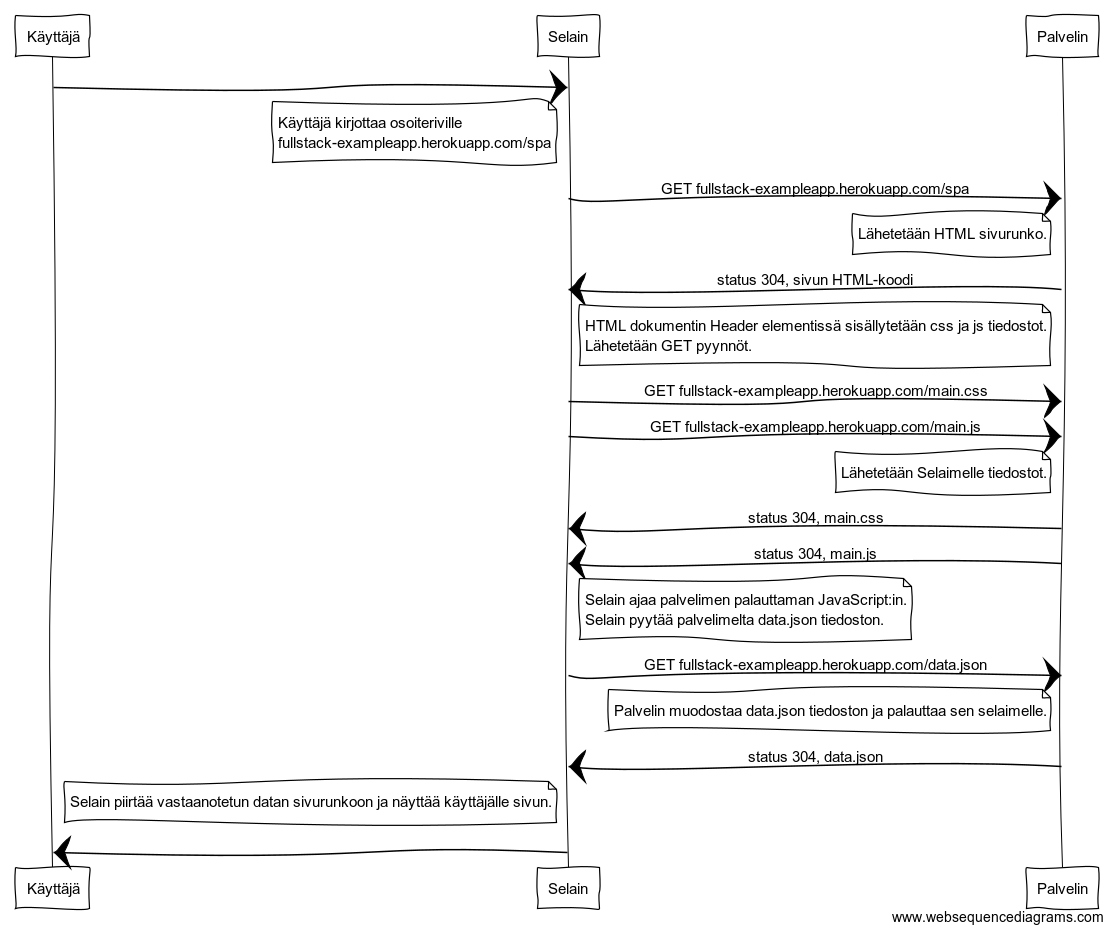 Käyttäjä
Selain
Palvelin
Käyttäjä kirjottaa osoiteriville
fullstack-exampleapp.herokuapp.com/spa
GET fullstack-exampleapp.herokuapp.com/spa
Lähetetään HTML sivurunko.
status 304, sivun HTML-koodi
HTML dokumentin Header elementissä sisällytetään css ja js tiedostot.
Lähetetään GET pyynnöt.
GET fullstack-exampleapp.herokuapp.com/main.css
GET fullstack-exampleapp.herokuapp.com/main.js
Lähetetään Selaimelle tiedostot.
status 304, main.css
status 304, main.js
Selain ajaa palvelimen palauttaman JavaScript:in.
Selain pyytää palvelimelta data.json tiedoston.
GET fullstack-exampleapp.herokuapp.com/data.json
Palvelin muodostaa data.json tiedoston ja palauttaa sen selaimelle.
status 304, data.json
Selain piirtää vastaanotetun datan sivurunkoon ja näyttää käyttäjälle sivun.
Käyttäjä
Selain
Palvelin
www.websequencediagrams.com